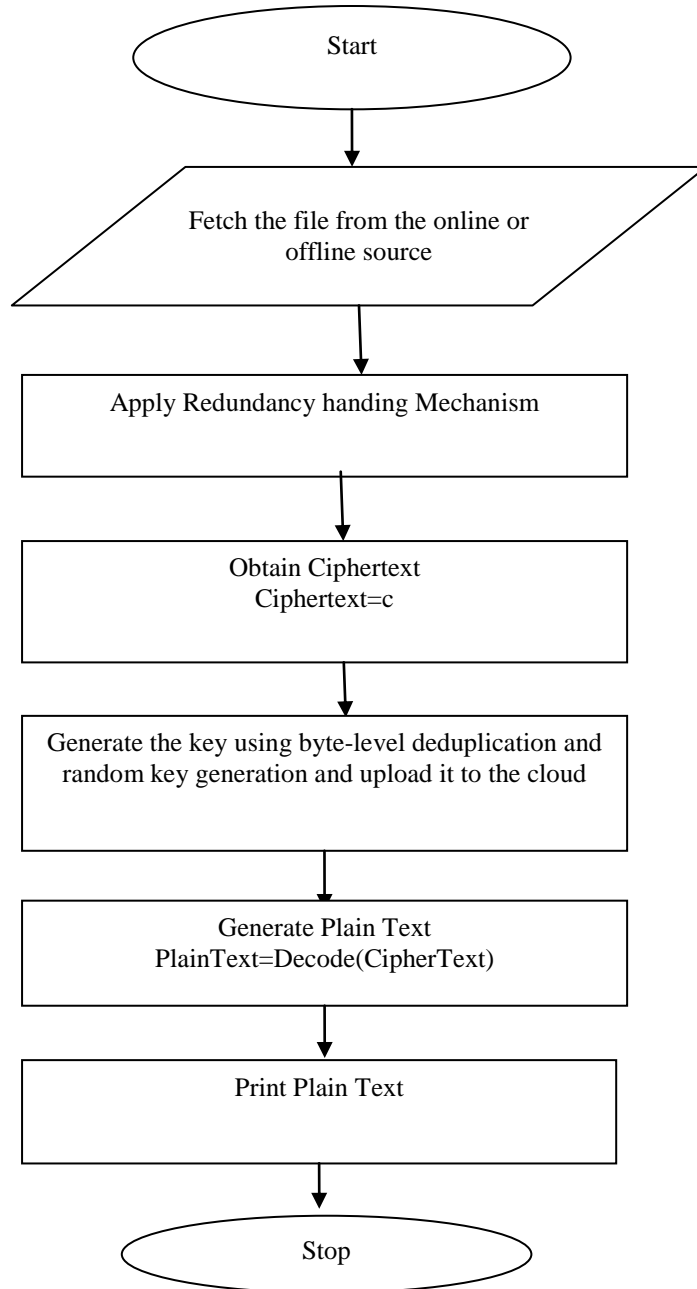 Start
Fetch the file from the online or
offline source
Apply Redundancy handing Mechanism
Obtain Ciphertext
Ciphertext=c
Generate the key using byte-level deduplication and
random key generation and upload it to the cloud
Generate Plain Text
PlainText=Decode(CipherText)
Print Plain Text
Stop